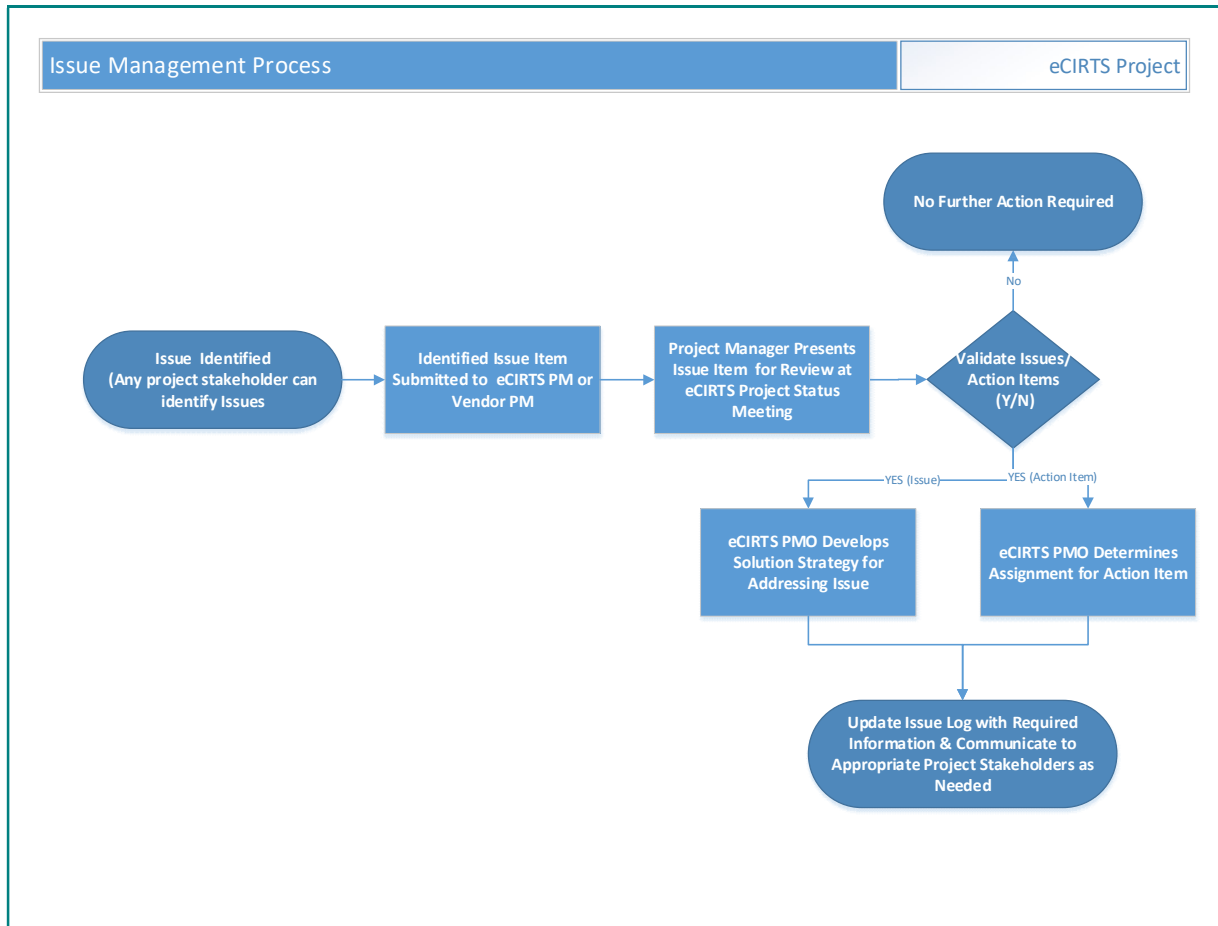 Issue Management Process
eCIRTS Project
No Further Action Required
No
Issue  Identified
(Any project stakeholder can
identify Issues
Identified Issue Item
Submitted to  eCIRTS PM or
Vendor PM
Project Manager Presents
Issue Item  for Review at
eCIRTS Project Status
Meeting
Validate Issues/
Action Items
(Y/N)
YES (Issue)
YES (Action Item)
eCIRTS PMO Develops
Solution Strategy for
Addressing Issue
eCIRTS PMO Determines
Assignment for Action Item
Update Issue Log with Required
Information & Communicate to
Appropriate Project Stakeholders as
Needed